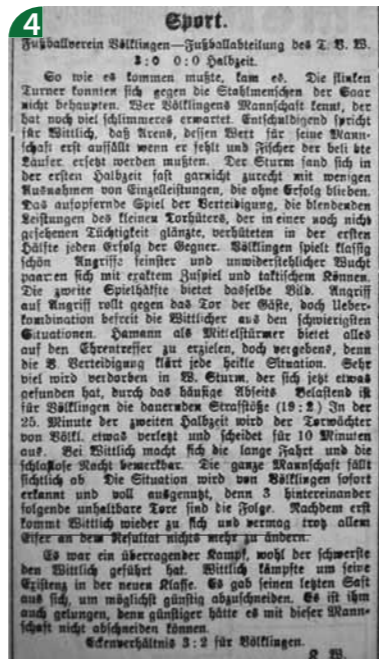 4
Sport.
Fußballverein Völklingen—Fußballabteilung des T. V. W.
3:0 0:0 Halbzeit.
So wie es kommen mußte, kam es. Die flinken
Turner konnten sich gegen die Stahlmenschen der Saar
nicht behaupten. Wer Völklingens Mannschaft kennt, der
hat noch viel schlimmeres erwartet. Entschuldigend spricht
für Wittlich, daß Arens, dessen Wert für seine Mann-
schaft erst auffällt wenn er fehlt und Fischer der beli bte
Läufer ersetzt werden mußten. Der Sturm fand sich in
der ersten Halbzeit fast garnicht zurecht mit wenigen
Ausnahmen von Einzelleistungen, die ohne Erfolg blieben.
Das aufopfernde Spiel der Verteidigung, die blendenden
Leistungen des kleinen Torhüters, der in einer noch nicht
gesehenen Tüchtigkeit glänzte, verhüteten in der ersten
Hälfte jeden Erfolg der Gegner. Völklingen spielt klassig
schön Angriffe feinster und unwiderstehlicher Wucht
paaren sich mit exaktem Zuspiel und taktischem Können.
Die zweite Spielhälfte bietet dasselbe Bild. Angriff
auf Angriff rollt gegen das Tor der Gäste, doch Ueber-
kombination befreit die Wittlicher aus den schwierigsten
Situationen. Hamann als Mittelstürmer bietet alles
auf den Ehrentreffer zu erzielen, doch vergebens, denn
die V. Verteidigung klärt jede heikle Situation. Sehr
viel wird verdorben in W. Sturm, der sich jetzt etwas
gefunden hat, durch das häufige Abseits Belastend ist
für Völklingen die dauernden Strafstöße (19:2) In der
25. Minute der zweiten Halbzeit wird der Torwächter
von Völkl. etwas verletzt und scheidet für 10 Minuten
aus. Bei Wittlich macht sich die lange Fahrt und die
schlaflose Nacht bemerkbar. Die ganze Mannschaft fällt
sichtlich ab. Die Situation wird von Völklingen sofort
erkannt und voll ausgenutzt, denn 3 hintereinander
folgende unhaltbare Tore sind die Folge. Nachdem erst
kommt Wittlich wieder zu sich und vermag trotz allem
Eifer an dem Resultat nichts mehr zu ändern.
Es war ein überragender Kampf, wohl der schwerste
den Wittlich geführt hat. Wittlich kämpfte um seine
Existenz in der neuen Klasse. Es gab seinen letzten Saft
aus sich, um möglichst günstig abzuschneiden. Es ist ihm
auch gelungen, denn günstiger hätte es mit dieser Mann-
schaft nicht abschneiden können.
Eckenverhältnis 3:2 für Völklingen.
W.